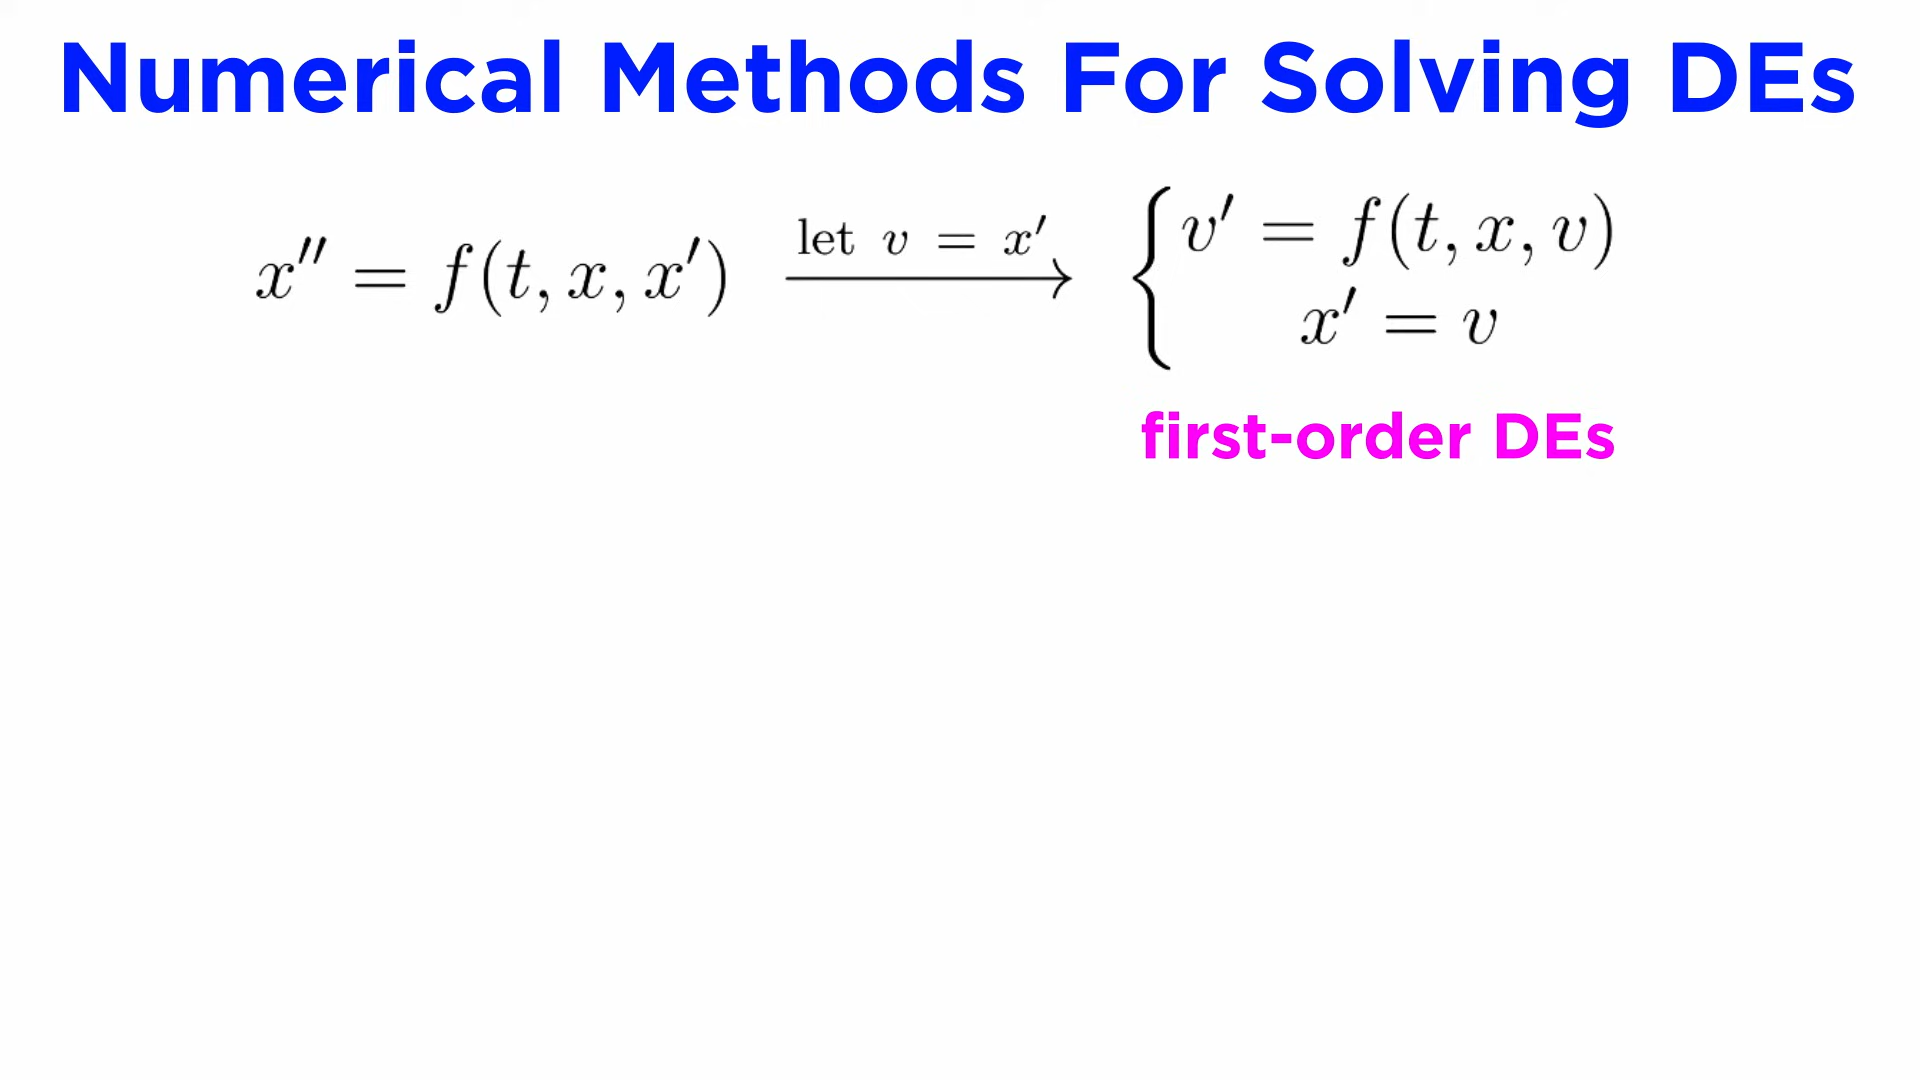 Numerical Methods For Solving DEs
x″ = f(t, x, x′)
let v = x′
v′ = f(t, x, v)
x′ = v
first-order DEs